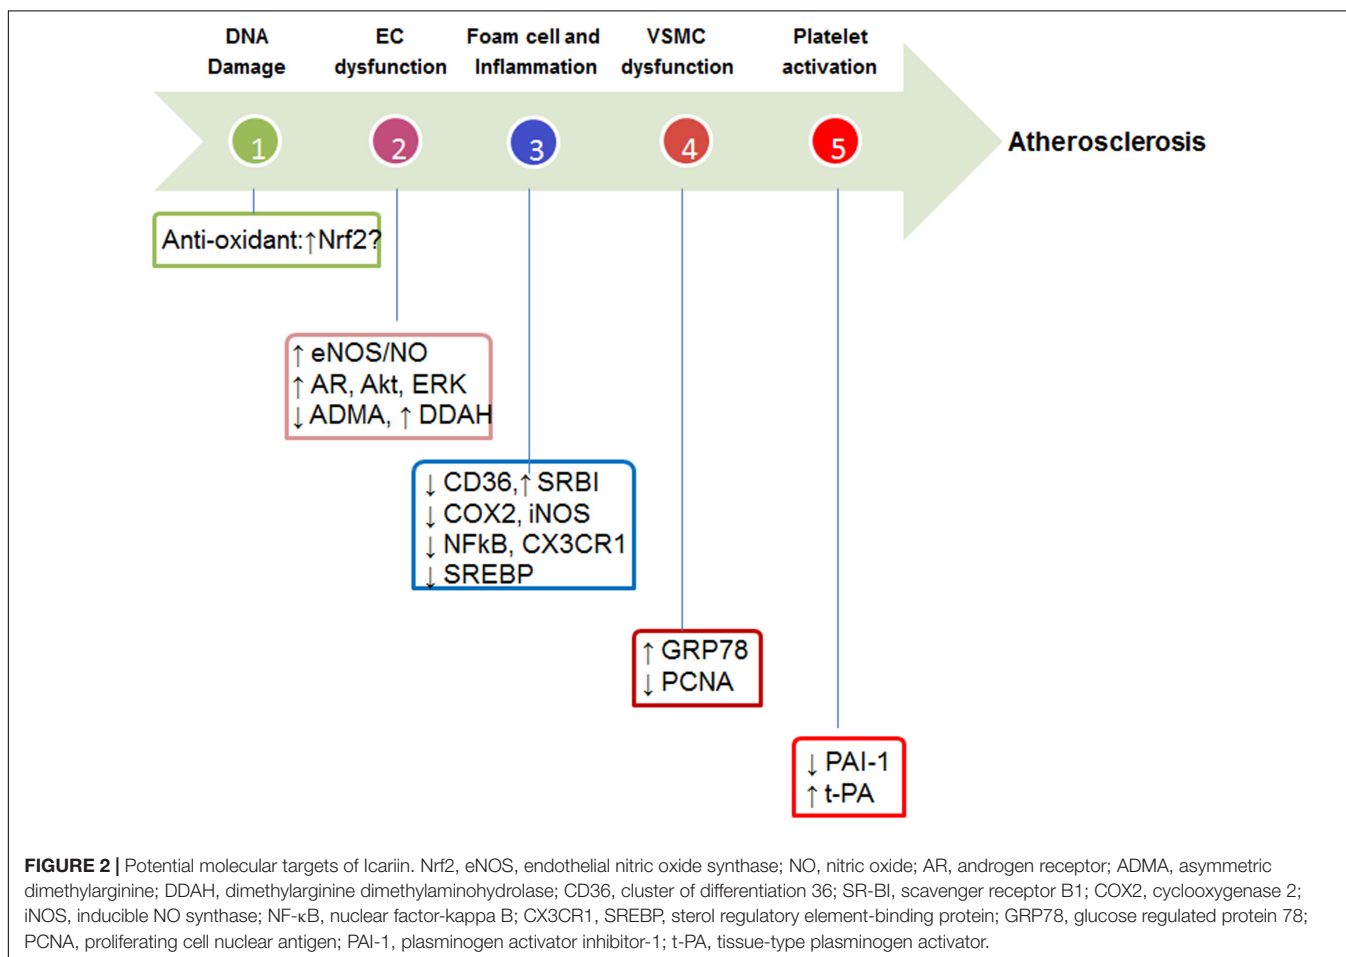 DNA
Damage
EC
dysfunction
Foam cell and
Inflammation
VSMC
dysfunction
Platelet
activation
1
2
3
4
5
Atherosclerosis
Anti-oxidant:↑Nrf2?
↑ eNOS/NO
↑ AR, Akt, ERK
↓ ADMA, ↑ DDAH
↓ CD36,↑ SRBI
↓ COX2, iNOS
↓ NFkB, CX3CR1
↓ SREBP
↑ GRP78
↓ PCNA
↓ PAI-1
↑ t-PA
FIGURE 2 | Potential molecular targets of Icariin. Nrf2, eNOS, endothelial nitric oxide synthase; NO, nitric oxide; AR, androgen receptor; ADMA, asymmetric
dimethylarginine; DDAH, dimethylarginine dimethylaminohydrolase; CD36, cluster of differentiation 36; SR-BI, scavenger receptor B1; COX2, cyclooxygenase 2;
iNOS, inducible NO synthase; NF-κB, nuclear factor-kappa B; CX3CR1, SREBP, sterol regulatory element-binding protein; GRP78, glucose regulated protein 78;
PCNA, proliferating cell nuclear antigen; PAI-1, plasminogen activator inhibitor-1; t-PA, tissue-type plasminogen activator.